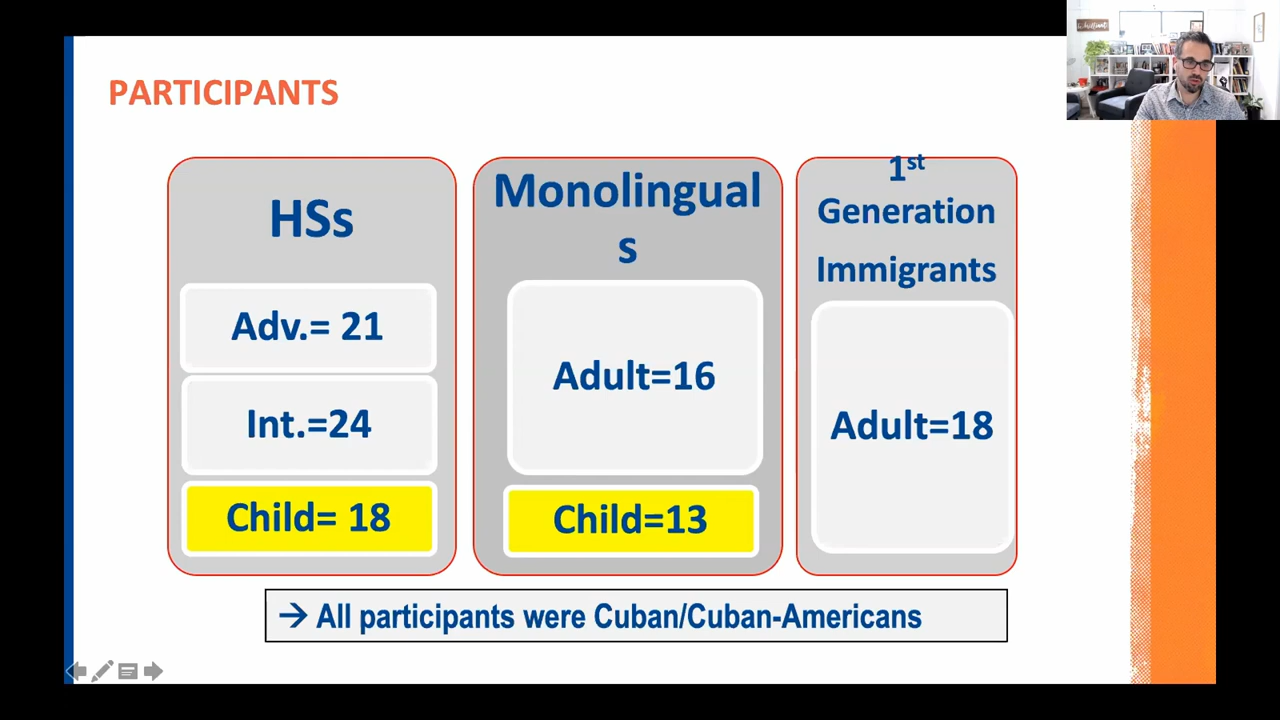 PARTICIPANTS
HSs
Adv.= 21
Int.=24
Child= 18
Monolingual
s
Adult=16
Child=13
1st
Generation
Immigrants
Adult=18
→ All participants were Cuban/Cuban-Americans